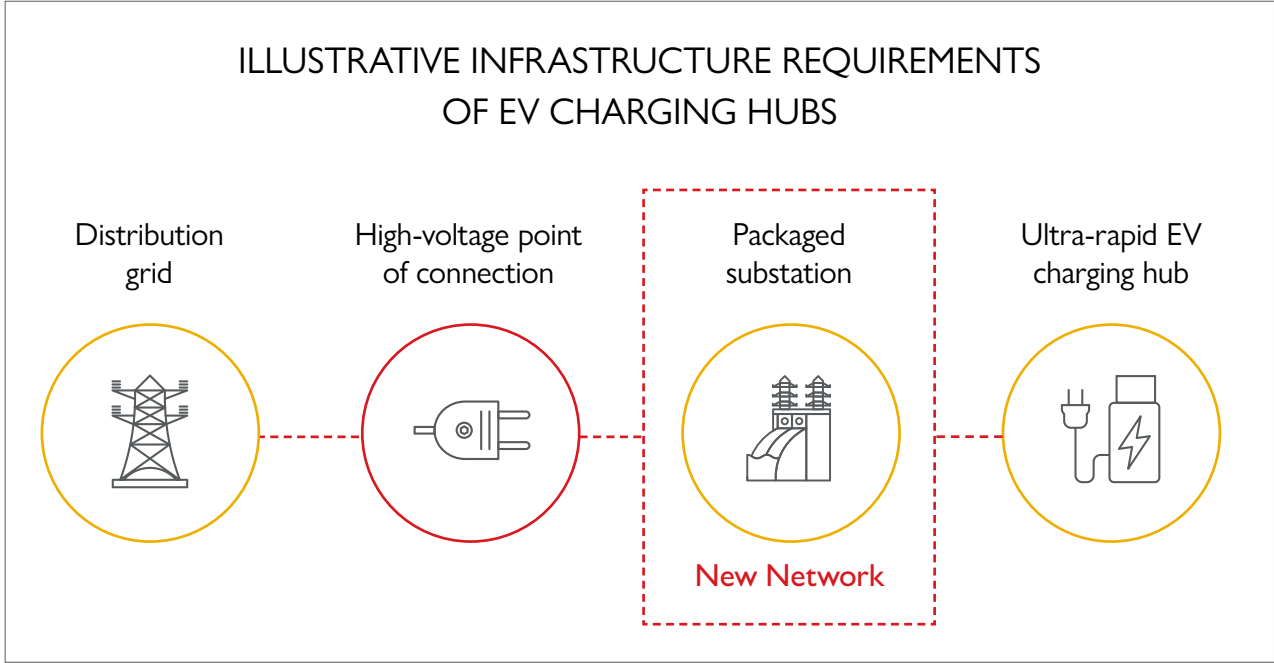 ILLUSTRATIVE INFRASTRUCTURE REQUIREMENTS
OF EV CHARGING HUBS
Distribution
grid
High-voltage point
of connection
Packaged
substation
Ultra-rapid EV
charging hub
New Network